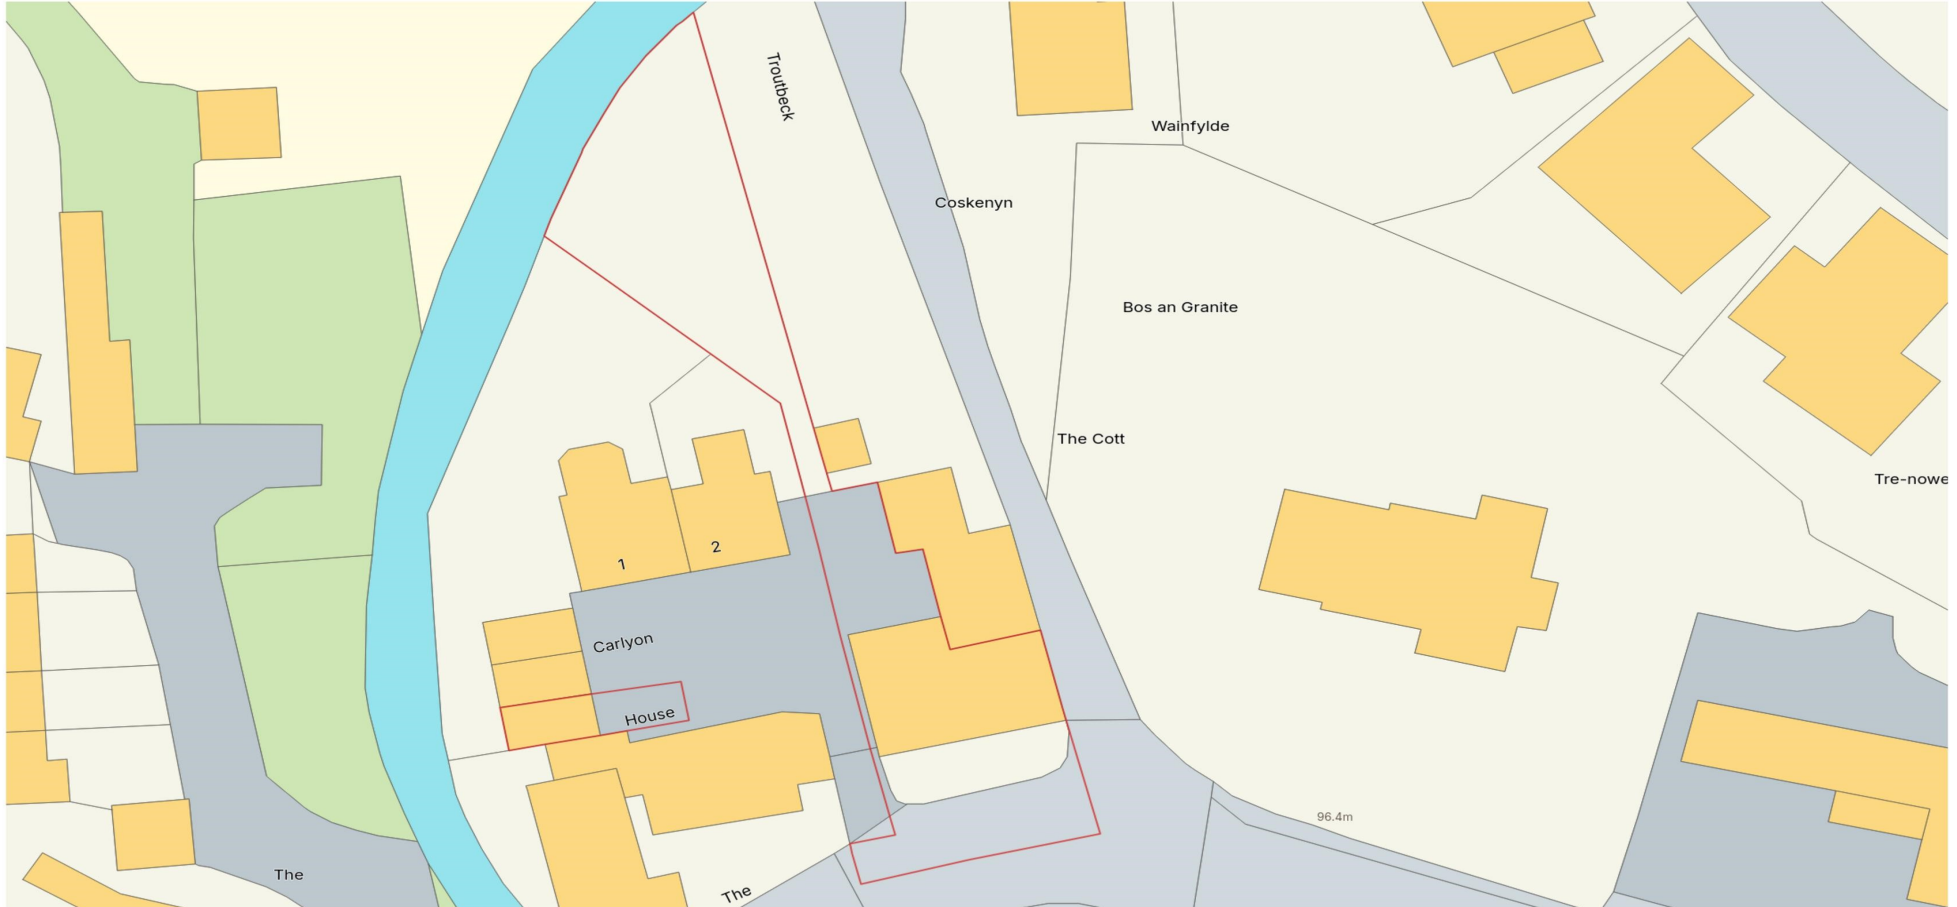 Troutbeck
Wainfylde
Coskenyn
Bos an Granite
The Cott
Tre-nowe
2
1
Carlyon
House
96.4m
The
The